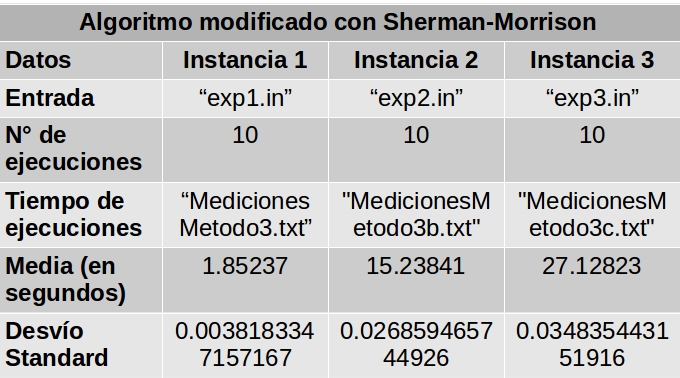 Algoritmo modificado con Sherman-Morrison
Datos Instancia 1 Instancia 2 Instancia 3
Entrada “exp1.in” “exp2.in” “exp3.in”
N° de
ejecuciones 10 10 10
Tiempo de
ejecuciones “Mediciones
Metodo3.txt” "MedicionesM
etodo3b.txt" "MedicionesM
etodo3c.txt"
Media (en
segundos) 1.85237 15.23841 27.12823
Desvío
Standard 0.003818334
7157167 0.0268594657
44926 0.0348354431
51916